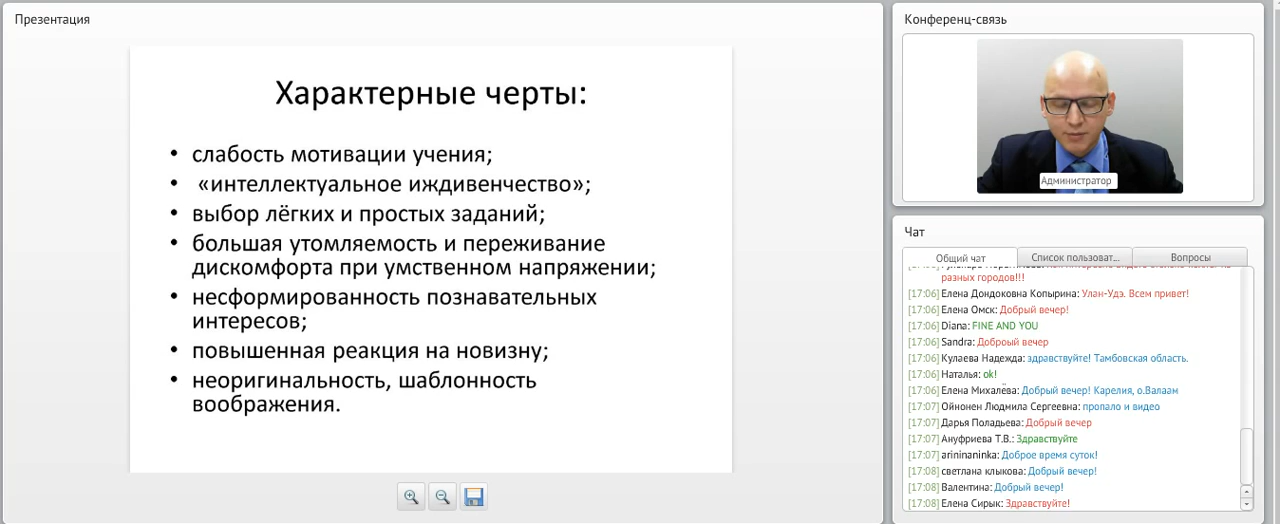 Презентация
Характерные черты:
• слабость мотивации учения;
• «интеллектуальное иждивенчество»;
• выбор лёгких и простых заданий;
• большая утомляемость и переживание
дискомфорта при умственном напряжении;
• несформированность познавательных
интересов;
• повышенная реакция на новизну;
• неоригинальность, шаблонность
воображения.
Конференц-связь
Администратор
Чат
Общий чат
Список пользоват...
Вопросы
разных городов!!!
[17:06] Елена Дондоковна Копырина: Улан-Удэ. Всем привет!
[17:06] Елена Омск: Добрый вечер!
[17:06] Diana: FINE AND YOU
[17:06] Sandra: Доброый вечер
[17:06] Кулаева Надежда: здравствуйте! Тамбовская область.
[17:06] Наталья: ok!
[17:06] Елена Михалёва: Добрый вечер! Карелия, о.Валаам
[17:07] Ойнонен Людмила Сергеевна: пропало и видео
[17:07] Дарья Поладьева: Добрый вечер
[17:07] Ануфриева Т.В.: Здравствуйте
[17:07] arininaninka: Доброе время суток!
[17:08] светлана клыкова: Добрый вечер!
[17:08] Валентина: Добрый вечер!
[17:08] Елена Сирык: Здравствуйте!